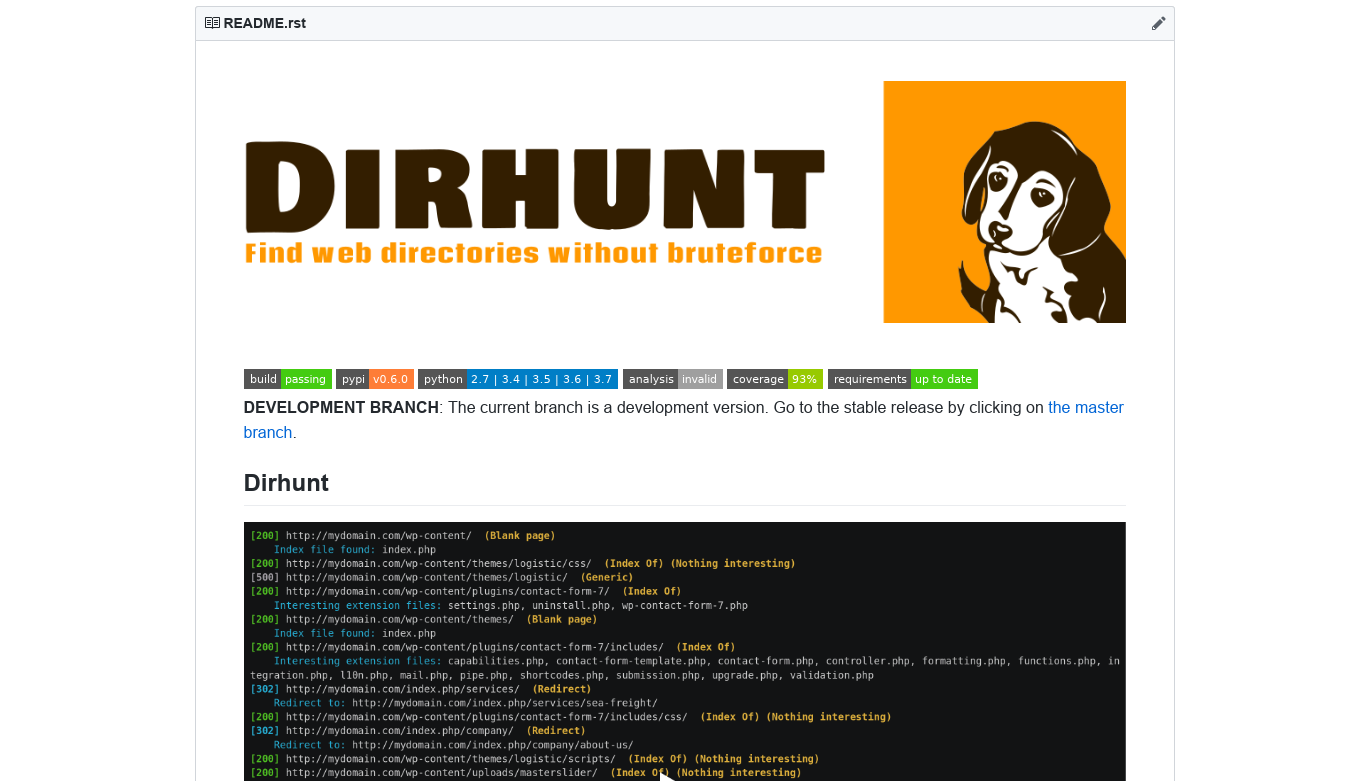 README.rst
DIRHUNT
Find web directories without bruteforce
build passing pypi v0.6.0 python 2.7 | 3.4 | 3.5 | 3.6 | 3.7 analysis invalid coverage 93% requirements up to date
DEVELOPMENT BRANCH: The current branch is a development version. Go to the stable release by clicking on the master
branch.
Dirhunt
[200] http://mydomain.com/wp-content/ (Blank page)
Index file found: index.php
[200] http://mydomain.com/wp-content/themes/logistic/css/ (Index Of) (Nothing interesting)
[500] http://mydomain.com/wp-content/themes/logistic/ (Generic)
[200] http://mydomain.com/wp-content/plugins/contact-form-7/ (Index Of)
Interesting extension files: settings.php, uninstall.php, wp-contact-form-7.php
[200] http://mydomain.com/wp-content/themes/ (Blank page)
Index file found: index.php
[200] http://mydomain.com/wp-content/plugins/contact-form-7/includes/ (Index Of)
Interesting extension files: capabilities.php, contact-form-template.php, contact-form.php, controller.php, formatting.php, functions.php, in
tegration.php, l10n.php, mail.php, pipe.php, shortcodes.php, submission.php, upgrade.php, validation.php
[302] http://mydomain.com/index.php/services/ (Redirect)
Redirect to: http://mydomain.com/index.php/services/sea-freight/
[200] http://mydomain.com/wp-content/plugins/contact-form-7/includes/css/ (Index Of) (Nothing interesting)
[302] http://mydomain.com/index.php/company/ (Redirect)
Redirect to: http://mydomain.com/index.php/company/about-us/
[200] http://mydomain.com/wp-content/themes/logistic/scripts/ (Index Of) (Nothing interesting)
[200] http://mydomain.com/wp-content/uploads/masterslider/ (Index Of) (Nothing interesting)